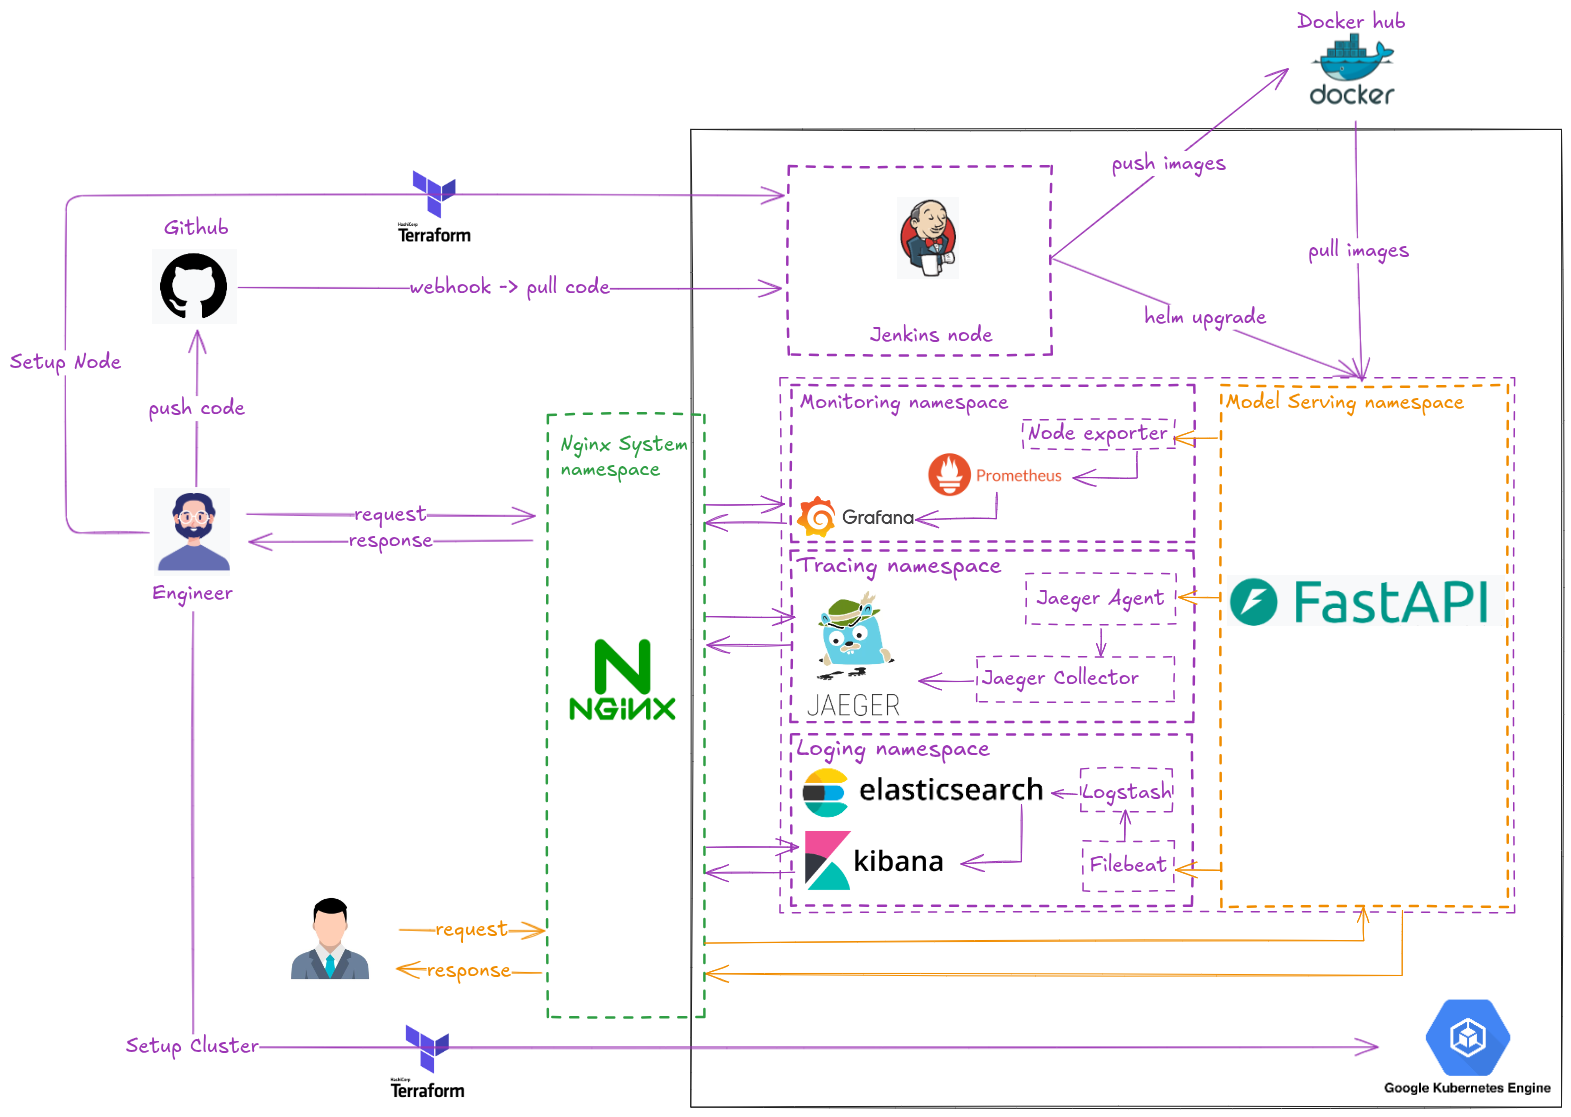 Docker hub
docker
push images
HashiCorp
Terraform
Github
webhook -> pull code
pull images
helm upgrade
Jenkins node
Setup Node
push code
Monitoring namespace
Model Serving namespace
Node exporter
Nginx System
namespace
Prometheus
Grafana
request
response
Tracing namespace
Engineer
Jaeger Agent
FastAPI
Jaeger Collector
JAEGER
NGINX
Loging namespace
elasticsearch
Logstash
kibana
Filebeat
request
response
Setup Cluster
HashiCorp
Terraform
Google Kubernetes Engine